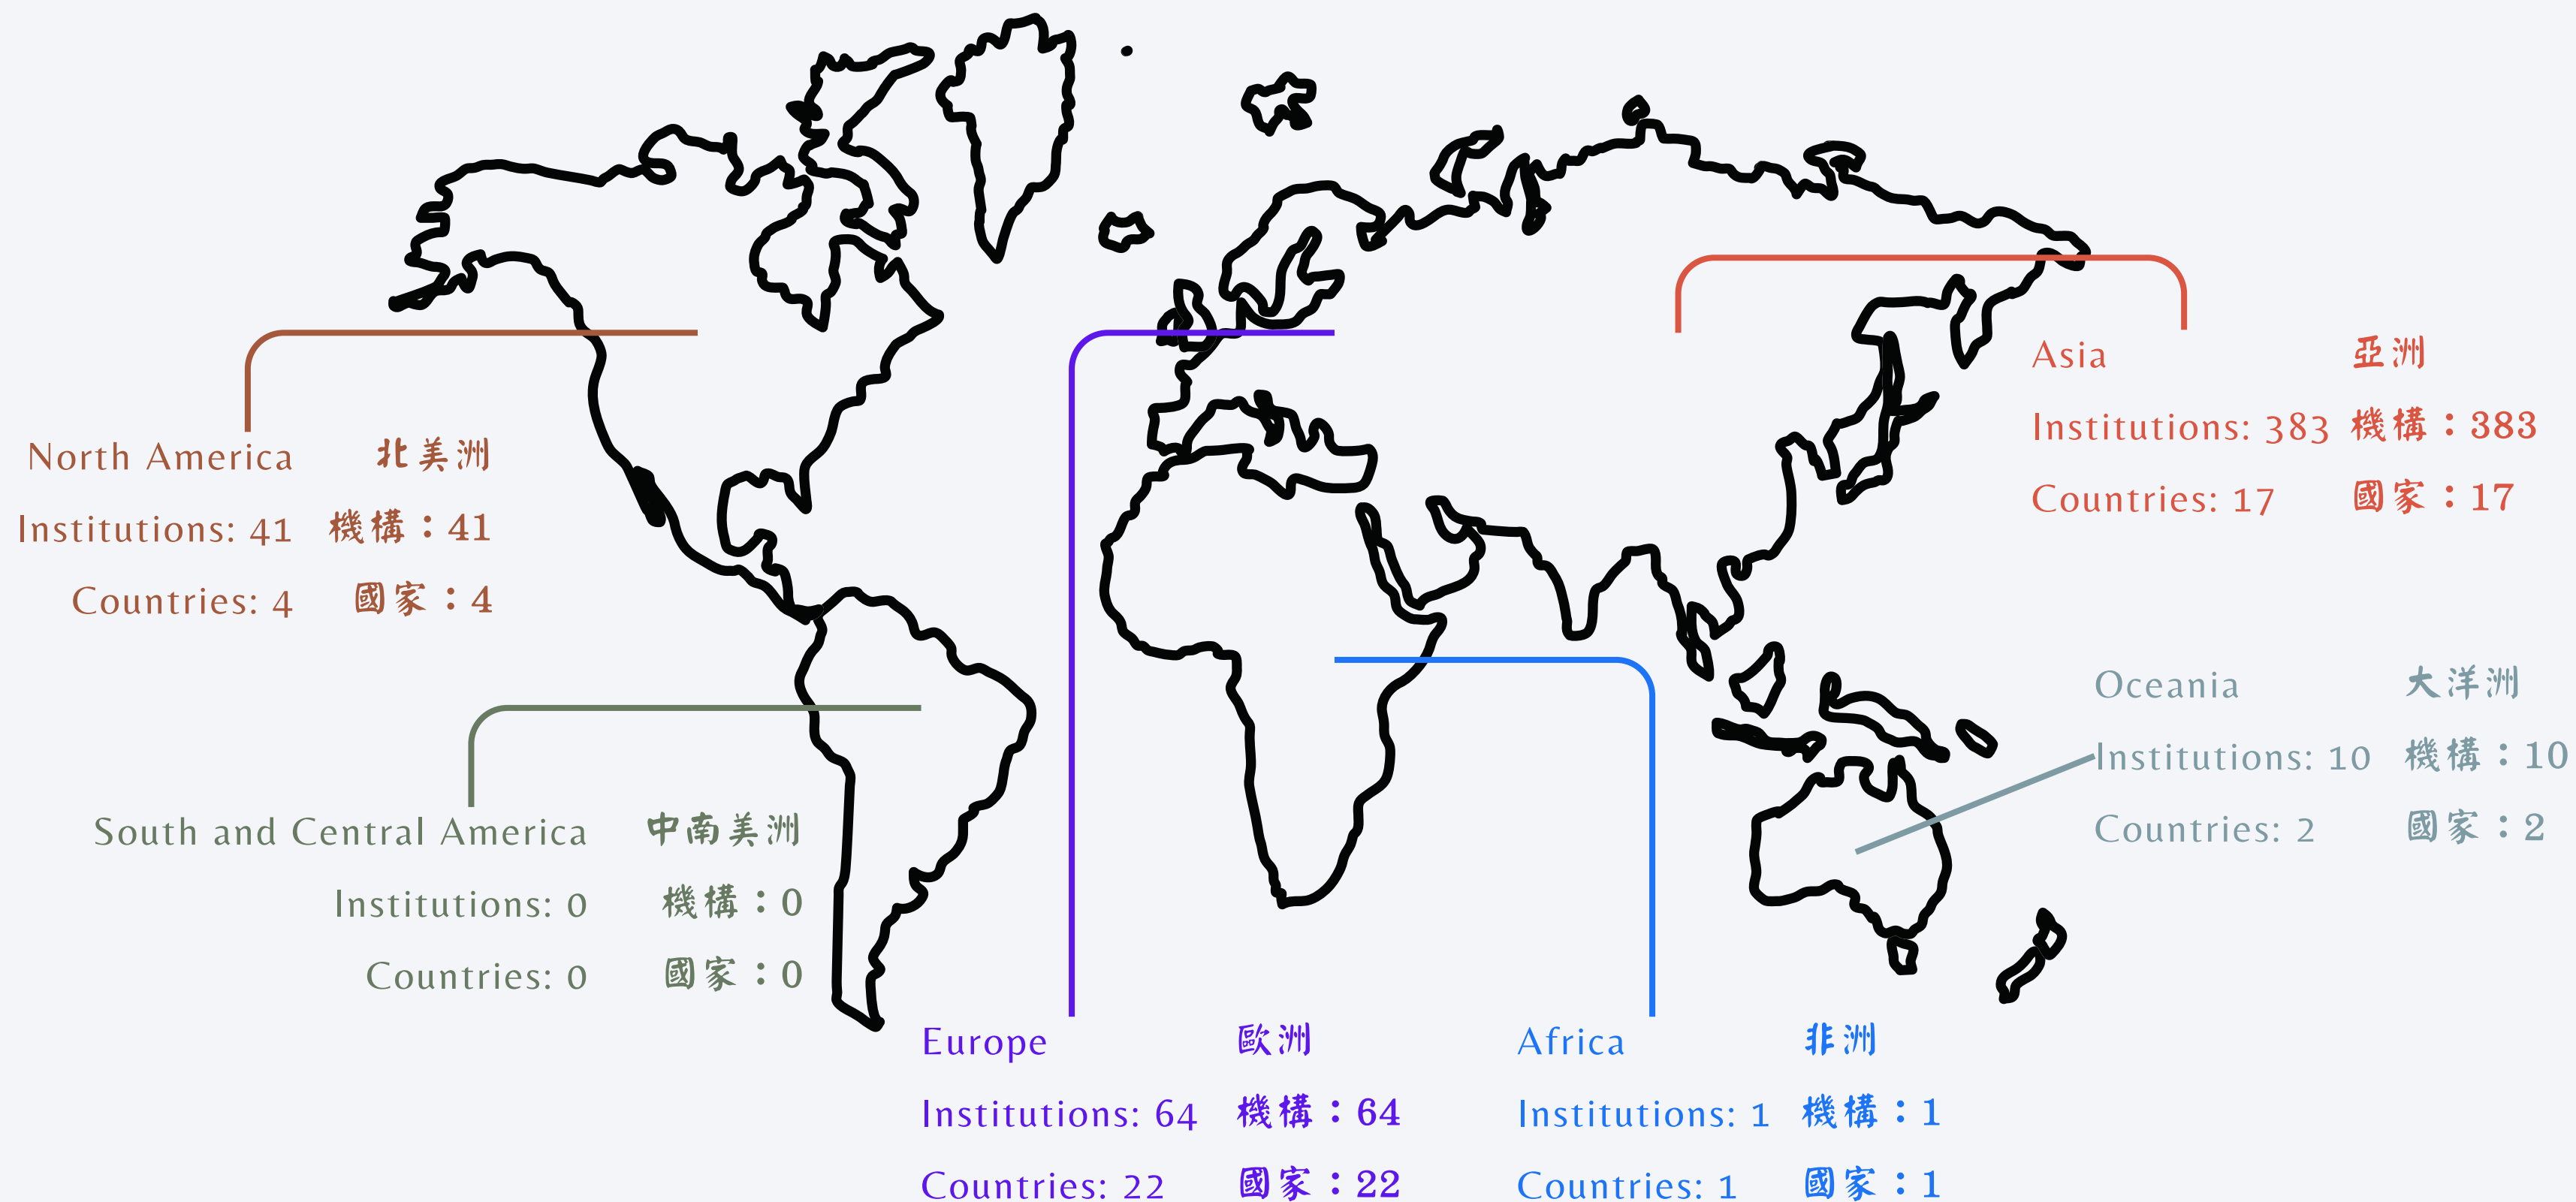 North America 北美洲
Institutions: 41 機構：41
Countries: 4 國家：4
South and Central America 中南美洲
Institutions: 0 機構：0
Countries: 0 國家：0
Europe 歐洲
Institutions: 64 機構：64
Countries: 22 國家：22
Africa 非洲
Institutions: 1 機構：1
Countries: 1 國家：1
Asia 亞洲
Institutions: 383 機構：383
Countries: 17 國家：17
Oceania 大洋洲
Institutions: 10 機構：10
Countries: 2 國家：2